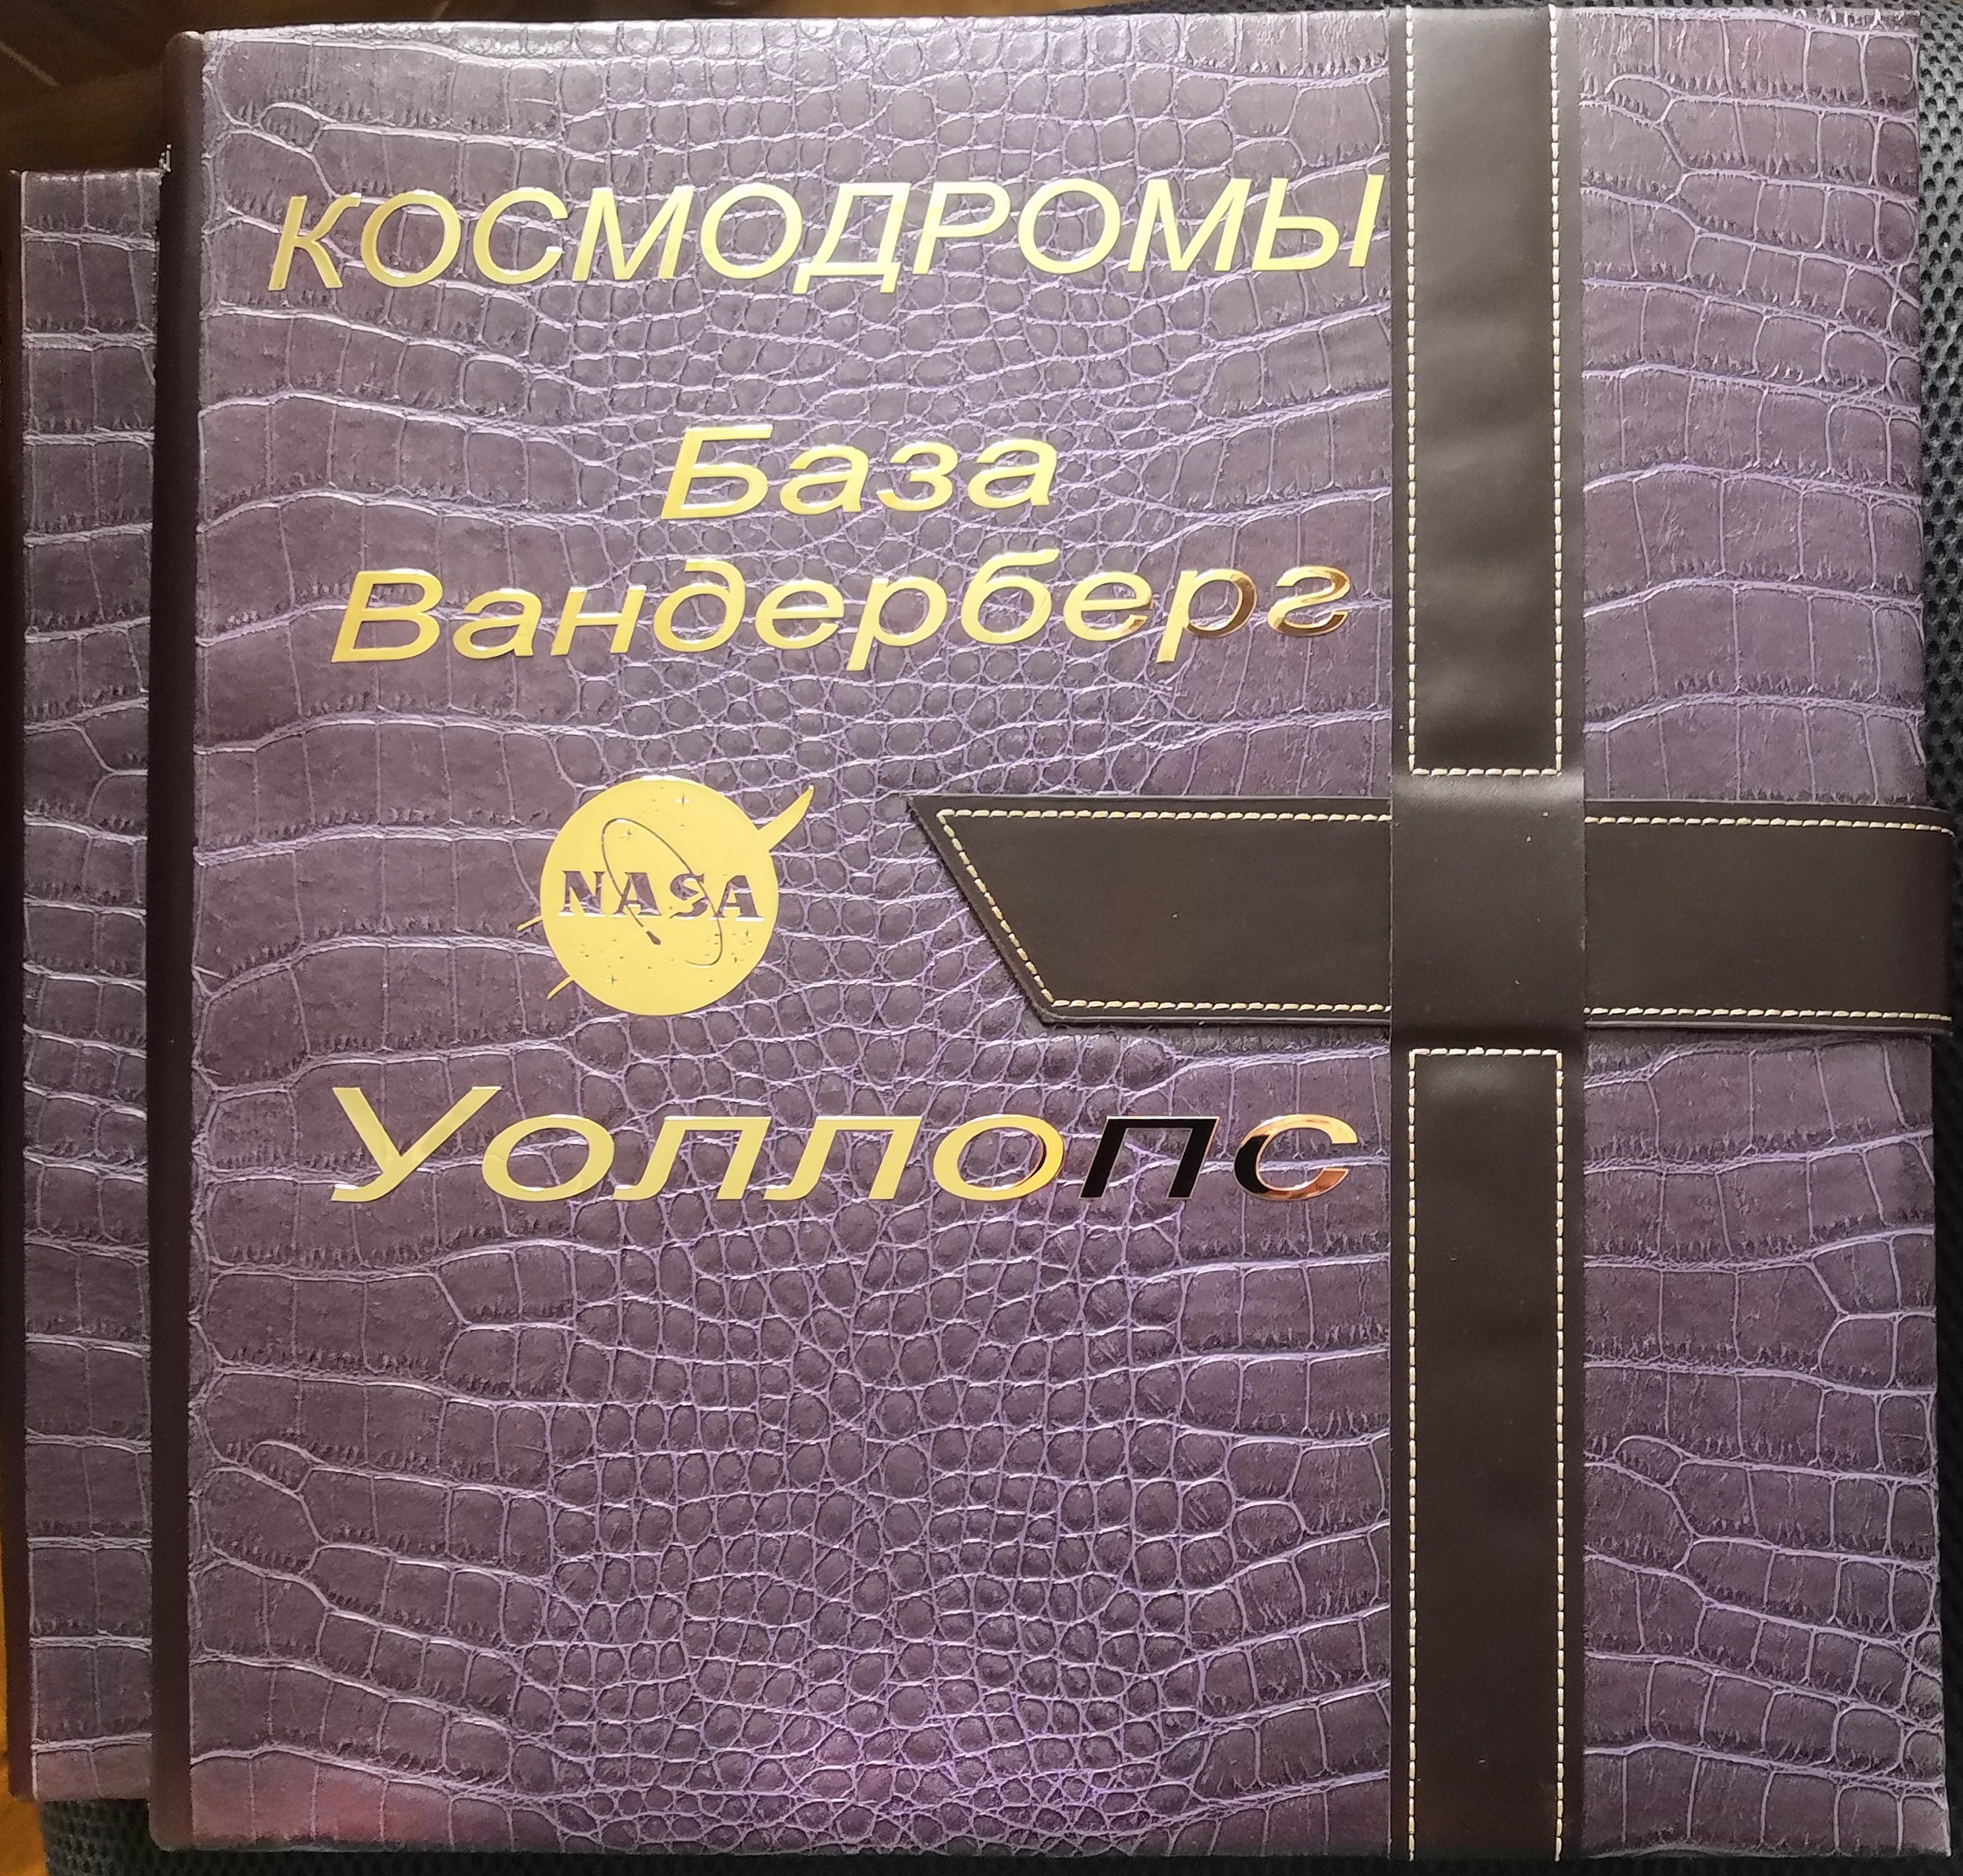 КОСМОДРОМЫ
База
Вандерберг
NASA
Уоллопс